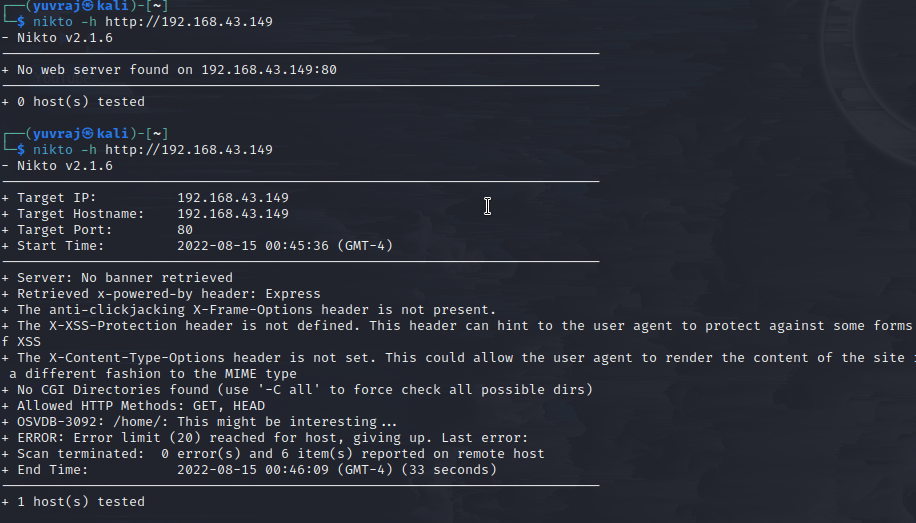 ┌──(yuvraj㉿kali)-[~]
└─$ nikto -h http://192.168.43.149
- Nikto v2.1.6
+ No web server found on 192.168.43.149:80
+ 0 host(s) tested
┌──(yuvraj㉿kali)-[~]
└─$ nikto -h http://192.168.43.149
- Nikto v2.1.6
+ Target IP:          192.168.43.149
+ Target Hostname:    192.168.43.149
+ Target Port:        80
+ Start Time:         2022-08-15 00:45:36 (GMT-4)
+ Server: No banner retrieved
+ Retrieved x-powered-by header: Express
+ The anti-clickjacking X-Frame-Options header is not present.
+ The X-XSS-Protection header is not defined. This header can hint to the user agent to protect against some forms
f XSS
+ The X-Content-Type-Options header is not set. This could allow the user agent to render the content of the site
a different fashion to the MIME type
+ No CGI Directories found (use '-C all' to force check all possible dirs)
+ Allowed HTTP Methods: GET, HEAD
+ OSVDB-3092: /home/: This might be interesting...
+ ERROR: Error limit (20) reached for host, giving up. Last error:
+ Scan terminated:  0 error(s) and 6 item(s) reported on remote host
+ End Time:           2022-08-15 00:46:09 (GMT-4) (33 seconds)
+ 1 host(s) tested